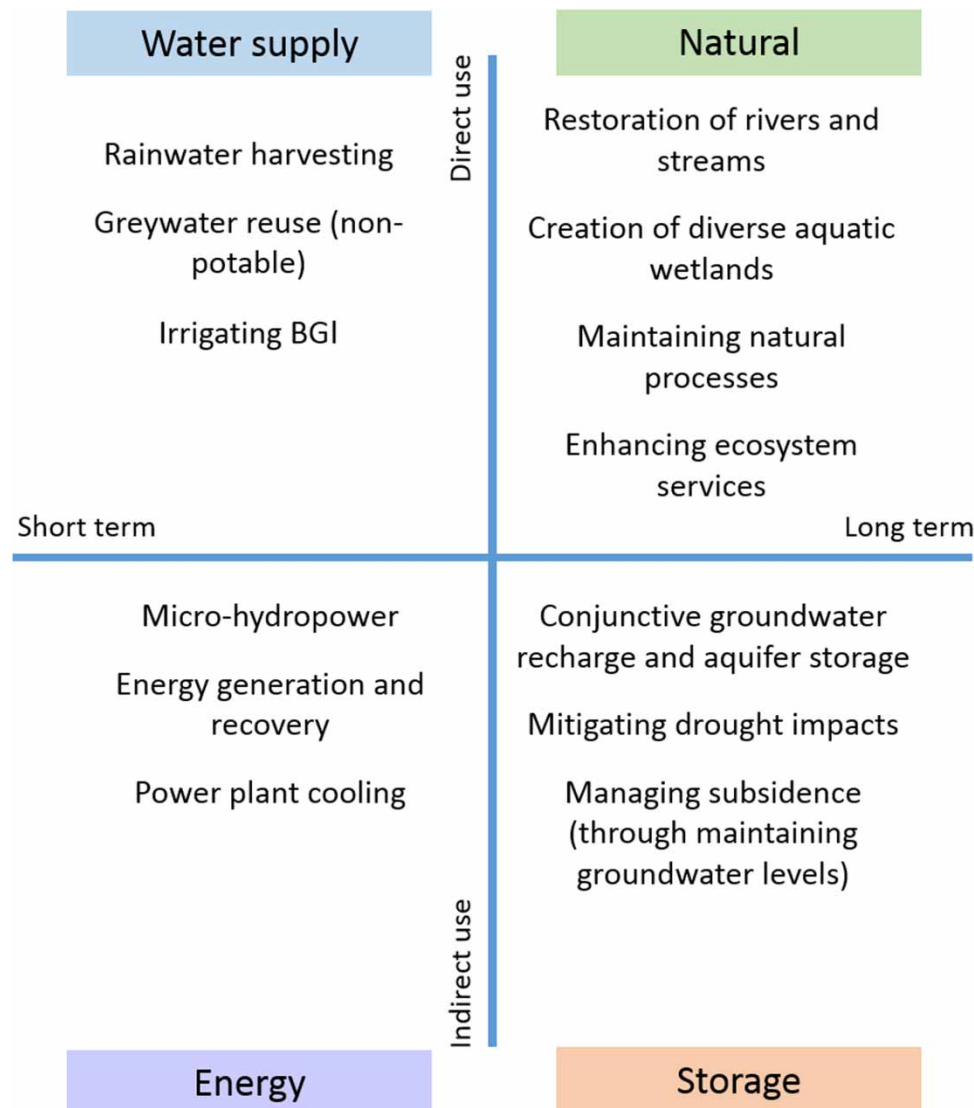 Water supply
Natural
Direct use
Rainwater harvesting
Greywater reuse (non-
potable)
Irrigating BGl
Restoration of rivers and
streams
Creation of diverse aquatic
wetlands
Maintaining natural
processes
Enhancing ecosystem
services
Short term
Long term
Micro-hydropower
Energy generation and
recovery
Power plant cooling
Conjunctive groundwater
recharge and aquifer storage
Mitigating drought impacts
Managing subsidence
(through maintaining
groundwater levels)
Indirect use
Energy
Storage